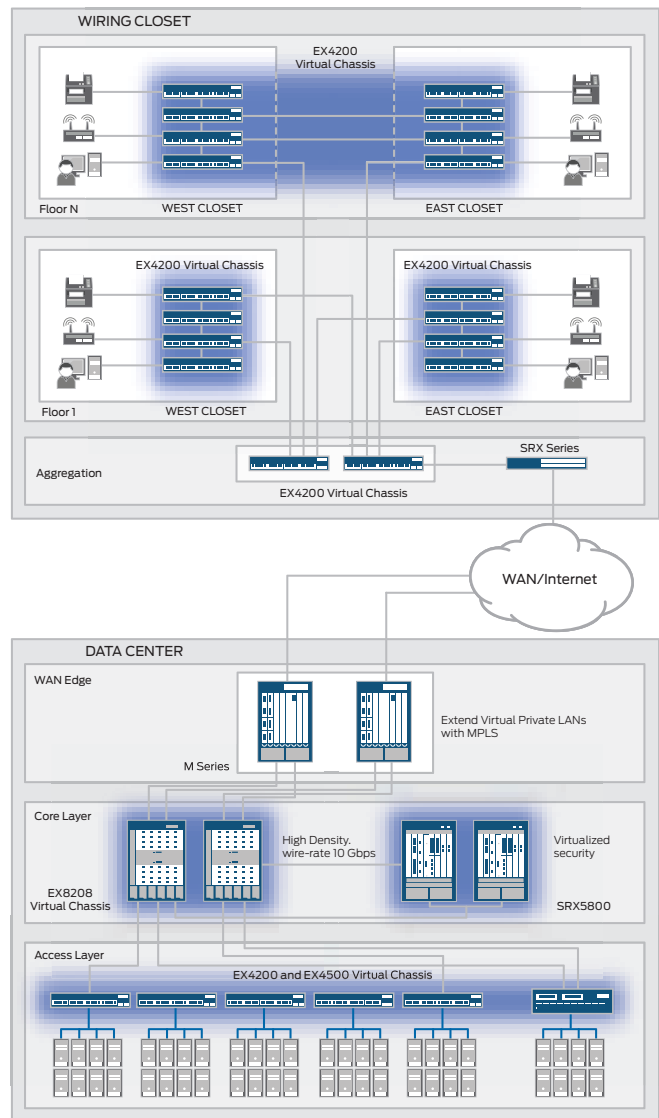 WIRING CLOSET
EX4200
Virtual Chassis
Floor N
WEST CLOSET
EAST CLOSET
EX4200 Virtual Chassis
EX4200 Virtual Chassis
Floor 1
WEST CLOSET
EAST CLOSET
Aggregation
SRX Series
EX4200 Virtual Chassis
WAN/Internet
DATA CENTER
WAN Edge
Extend Virtual Private LANs
with MPLS
M Series
Core Layer
High Density.
wire-rate 10 Gbps
Virtualized
security
EX8208
Virtual Chassis
SRX5800
Access Layer
EX4200 and EX4500 Virtual Chassis